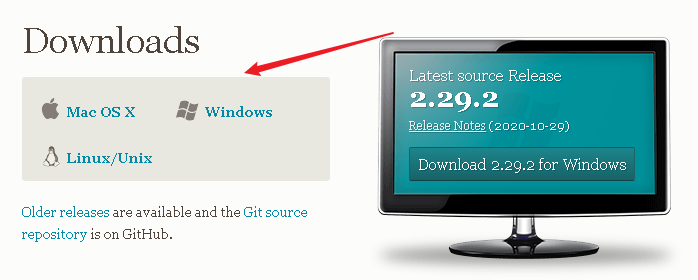 Downloads
Mac OS X
Windows
Linux/Unix
Older releases are available and the Git source
repository is on GitHub.
Latest source Release
2.29.2
Release Notes (2020-10-29)
Download 2.29.2 for Windows